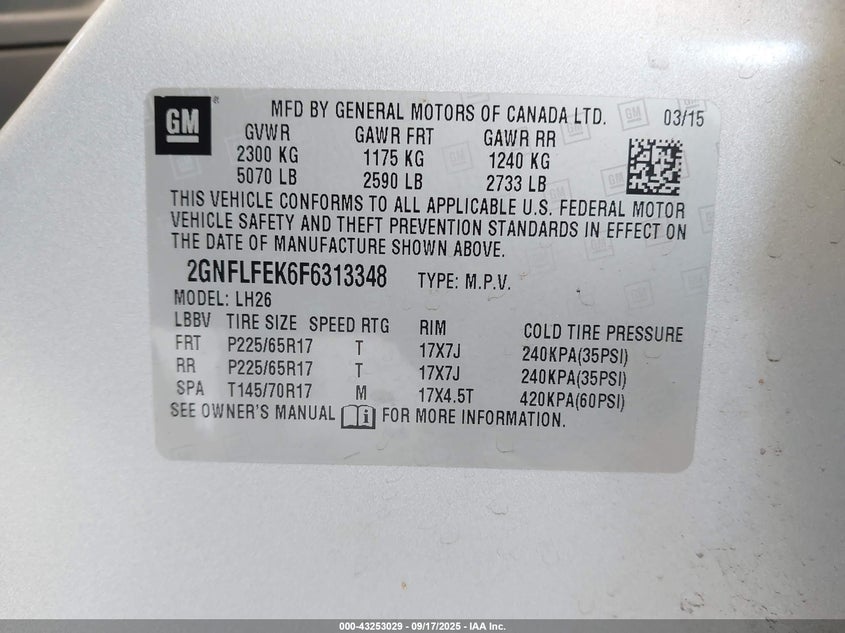 GM
®
MFD BY GENERAL MOTORS OF CANADA LTD. 03/15
GVWR GAWR FRT GAWR RR
2300 KG 1175 KG 1240 KG
5070 LB 2590 LB 2733 LB
THIS VEHICLE CONFORMS TO ALL APPLICABLE U.S. FEDERAL MOTOR
VEHICLE SAFETY AND THEFT PREVENTION STANDARDS IN EFFECT ON
THE DATE OF MANUFACTURE SHOWN ABOVE.
2GNFLFEK6F6313348 TYPE: M.P.V.
MODEL: LH26
LBBV TIRE SIZE SPEED RTG RIM COLD TIRE PRESSURE
FRT P225/65R17 T 17X7J 240KPA(35PSI)
RR P225/65R17 T 17X7J 240KPA(35PSI)
SPA T145/70R17 M 17X4.5T 420KPA(60PSI)
SEE OWNER'S MANUAL i FOR MORE INFORMATION.
000-43253029 - 09/17/2025 - IAA Inc.